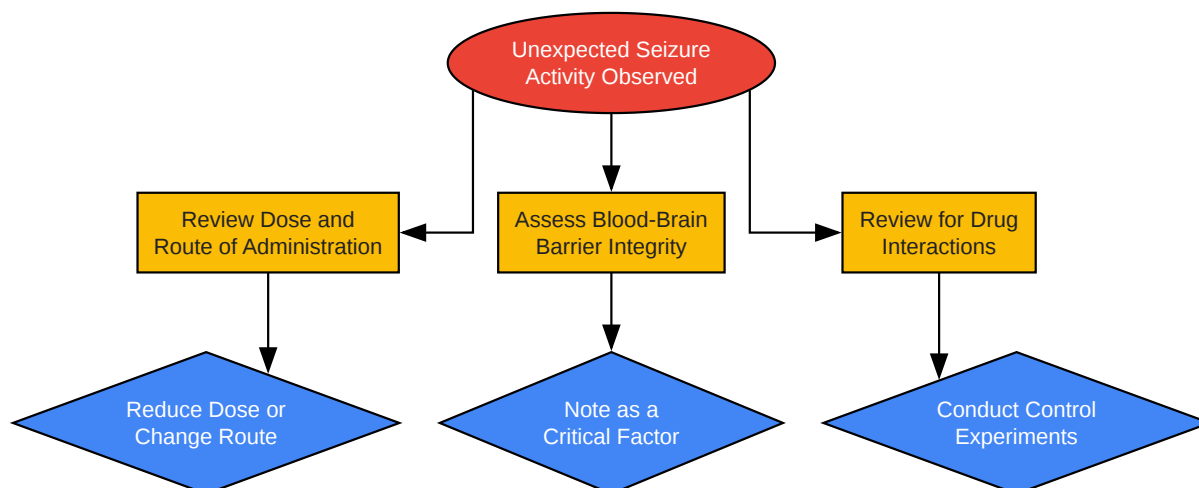 Unexpected Seizure
Activity Observed
Review Dose and
Route of Administration
Assess Blood-Brain
Barrier Integrity
Review for Drug
Interactions
Reduce Dose or
Change Route
Note as a
Critical Factor
Conduct Control
Experiments